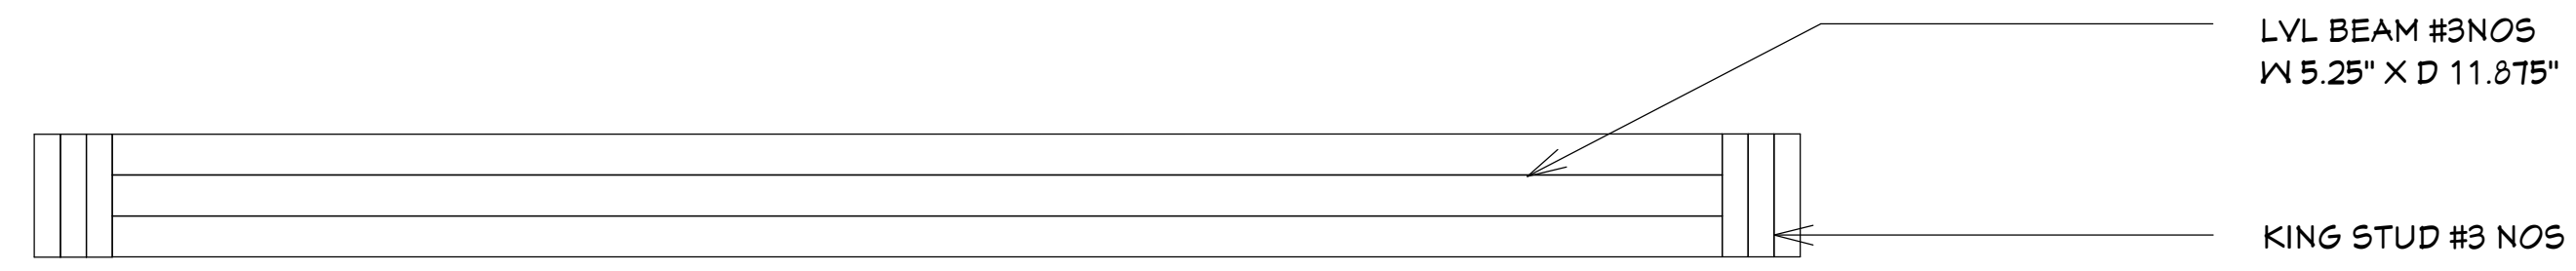 LVL BEAM #3NOS
W 5.25" X D 11.875"
KING STUD #3 NOS